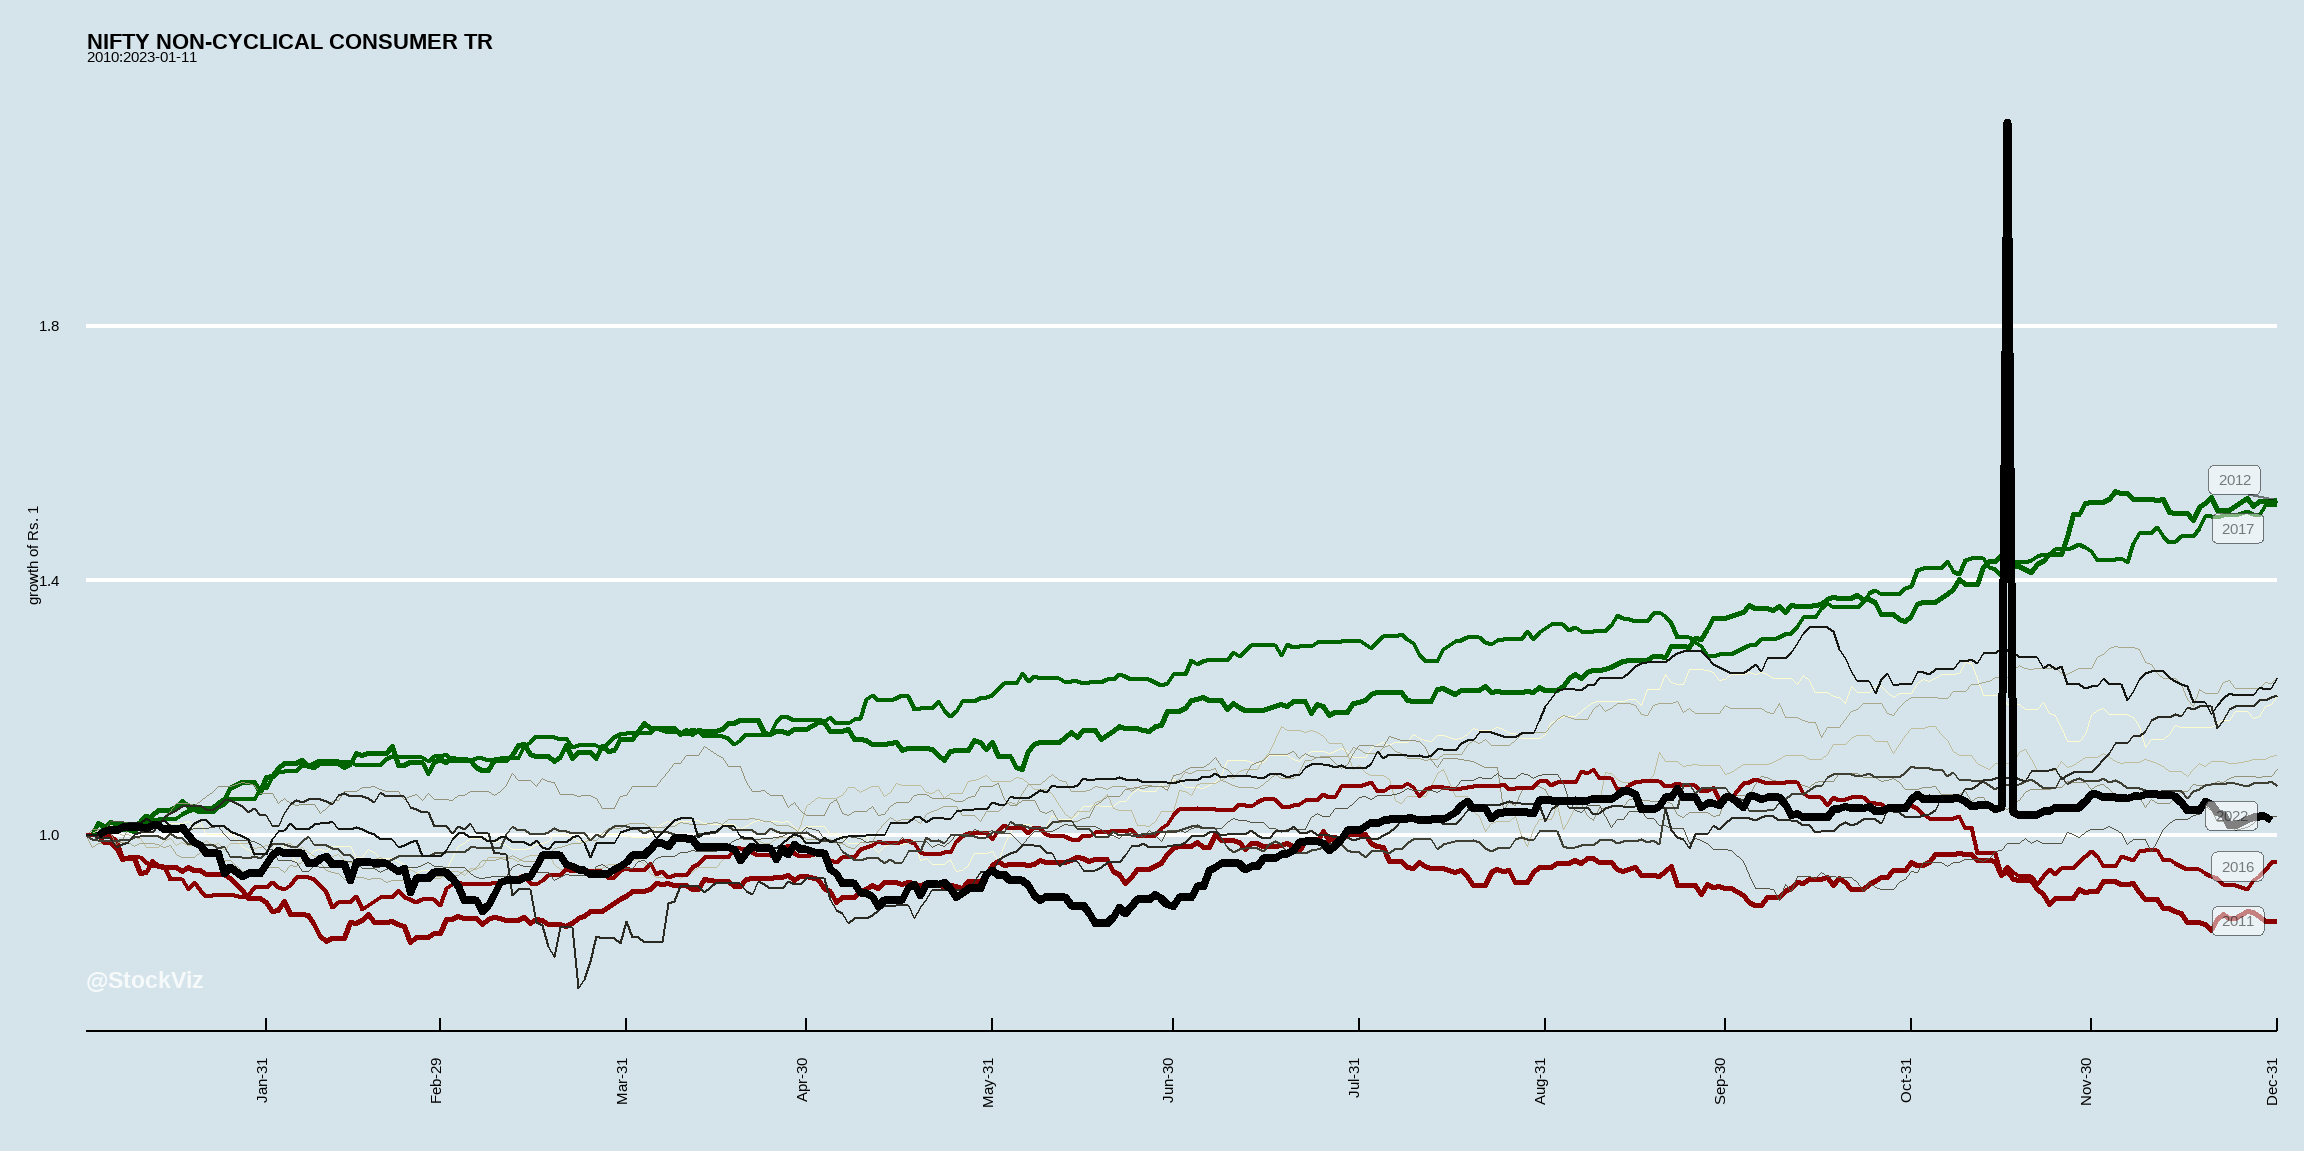 NIFTY NON-CYCLICAL CONSUMER TR
2010:2023-01-11
growth of Rs. 1
1.8
1.4
1.0
2012
2017
2022
2016
2011
@StockViz
Jan-31
Feb-29
Mar-31
Apr-30
May-31
Jun-30
Jul-31
Aug-31
Sep-30
Oct-31
Nov-30
Dec-31